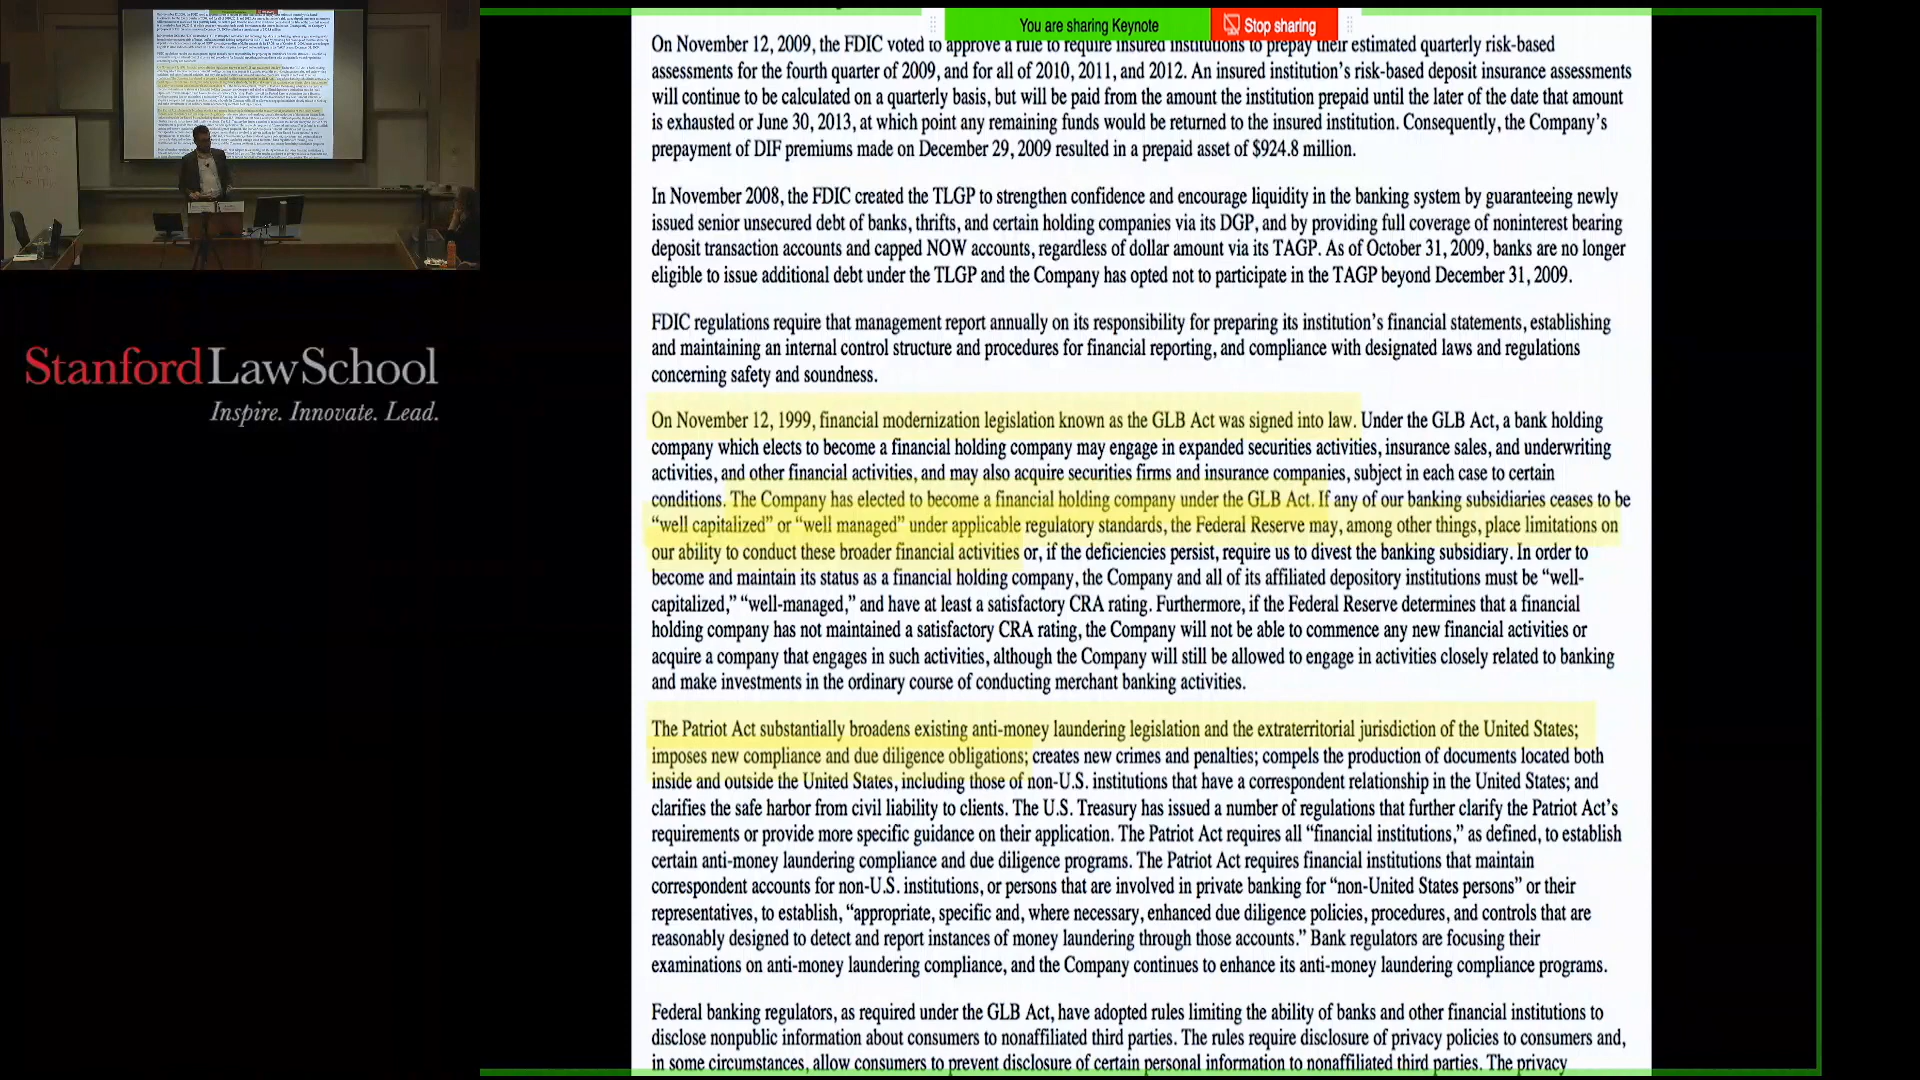 You are sharing Keynote
Stop sharing
On November 12, 2009, the FDIC voted to approve a rule to require insured institutions to prepay their estimated quarterly risk-based
assessments for the fourth quarter of 2009, and for all of 2010, 2011, and 2012. An insured institution’s risk-based deposit insurance assessments
will continue to be calculated on a quarterly basis, but will be paid from the amount the institution prepaid until the later of the date that amount
is exhausted or June 30, 2013, at which point any remaining funds would be returned to the insured institution. Consequently, the Company’s
prepayment of DIF premiums made on December 29, 2009 resulted in a prepaid asset of $924.8 million.
In November 2008, the FDIC created the TLGP to strengthen confidence and encourage liquidity in the banking system by guaranteeing newly
issued senior unsecured debt of banks, thrifts, and certain holding companies via its DGP, and by providing full coverage of noninterest bearing
deposit transaction accounts and capped NOW accounts, regardless of dollar amount via its TAGP. As of October 31, 2009, banks are no longer
eligible to issue additional debt under the TLGP and the Company has opted not to participate in the TAGP beyond December 31, 2009.
FDIC regulations require that management report annually on its responsibility for preparing its institution’s financial statements, establishing
and maintaining an internal control structure and procedures for financial reporting, and compliance with designated laws and regulations
concerning safety and soundness.
On November 12, 1999, financial modernization legislation known as the GLB Act was signed into law. Under the GLB Act, a bank holding
company which elects to become a financial holding company may engage in expanded securities activities, insurance sales, and underwriting
activities, and other financial activities, and may also acquire securities firms and insurance companies, subject in each case to certain
conditions. The Company has elected to become a financial holding company under the GLB Act. If any of our banking subsidiaries ceases to be
“well capitalized” or “well managed” under applicable regulatory standards, the Federal Reserve may, among other things, place limitations on
our ability to conduct these broader financial activities or, if the deficiencies persist, require us to divest the banking subsidiary. In order to
become and maintain its status as a financial holding company, the Company and all of its affiliated depository institutions must be “well-
capitalized,” “well-managed,” and have at least a satisfactory CRA rating. Furthermore, if the Federal Reserve determines that a financial
holding company has not maintained a satisfactory CRA rating, the Company will not be able to commence any new financial activities or
acquire a company that engages in such activities, although the Company will still be allowed to engage in activities closely related to banking
and make investments in the ordinary course of conducting merchant banking activities.
The Patriot Act substantially broadens existing anti-money laundering legislation and the extraterritorial jurisdiction of the United States;
imposes new compliance and due diligence obligations; creates new crimes and penalties; compels the production of documents located both
inside and outside the United States, including those of non-U.S. institutions that have a correspondent relationship in the United States; and
clarifies the safe harbor from civil liability to clients. The U.S. Treasury has issued a number of regulations that further clarify the Patriot Act’s
requirements or provide more specific guidance on their application. The Patriot Act requires all “financial institutions,” as defined, to establish
certain anti-money laundering compliance and due diligence programs. The Patriot Act requires financial institutions that maintain
correspondent accounts for non-U.S. institutions, or persons that are involved in private banking for “non-United States persons” or their
representatives, to establish, “appropriate, specific and, where necessary, enhanced due diligence policies, procedures, and controls that are
reasonably designed to detect and report instances of money laundering through those accounts.” Bank regulators are focusing their
examinations on anti-money laundering compliance, and the Company continues to enhance its anti-money laundering compliance programs.
Federal banking regulators, as required under the GLB Act, have adopted rules limiting the ability of banks and other financial institutions to
disclose nonpublic information about consumers to nonaffiliated third parties. The rules require disclosure of privacy policies to consumers and,
in some circumstances, allow consumers to prevent disclosure of certain personal information to nonaffiliated third parties. The privacy
Stanford Law School
Inspire. Innovate. Lead.